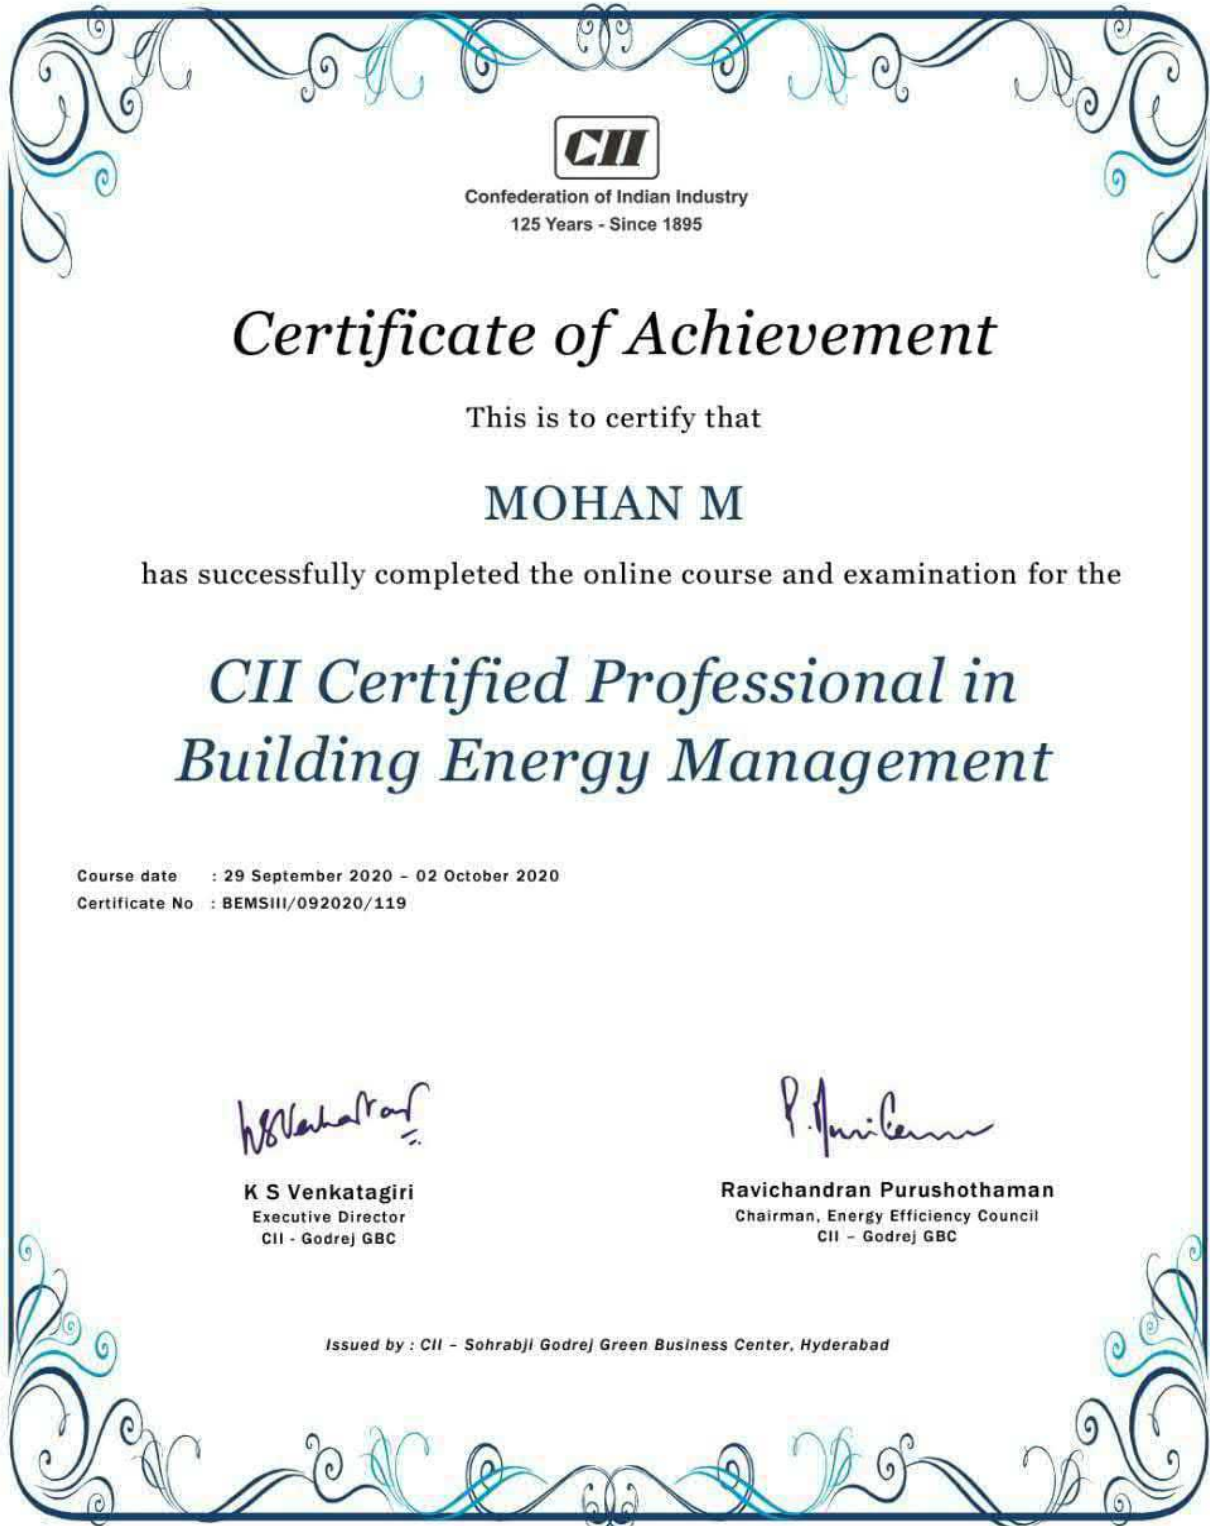 CII
Confederation of Indian Industry
125 Years - Since 1895
Certificate of Achievement
This is to certify that
MOHAN M
has successfully completed the online course and examination for the
CII Certified Professional in
Building Energy Management
Course date : 29 September 2020 – 02 October 2020
Certificate No : BEMSIII/092020/119
K S Venkatagiri
Executive Director
CII - Godrej GBC
Ravichandran Purushothaman
Chairman, Energy Efficiency Council
CII – Godrej GBC
Issued by : CII – Sohrabji Godrej Green Business Center, Hyderabad